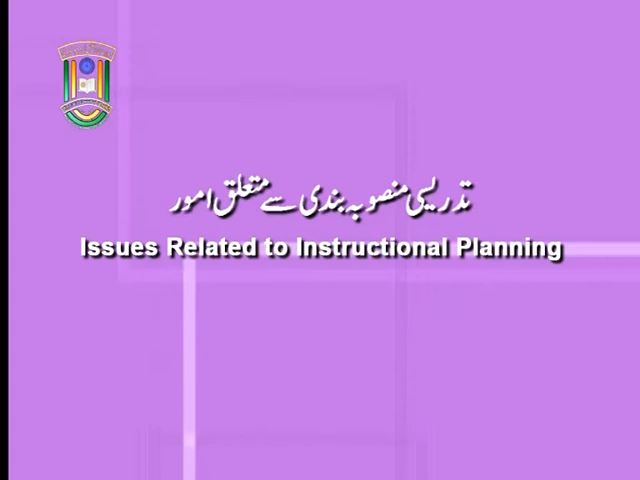 تدریسی منصوبہ بندی سے متعلق امور
Issues Related to Instructional Planning